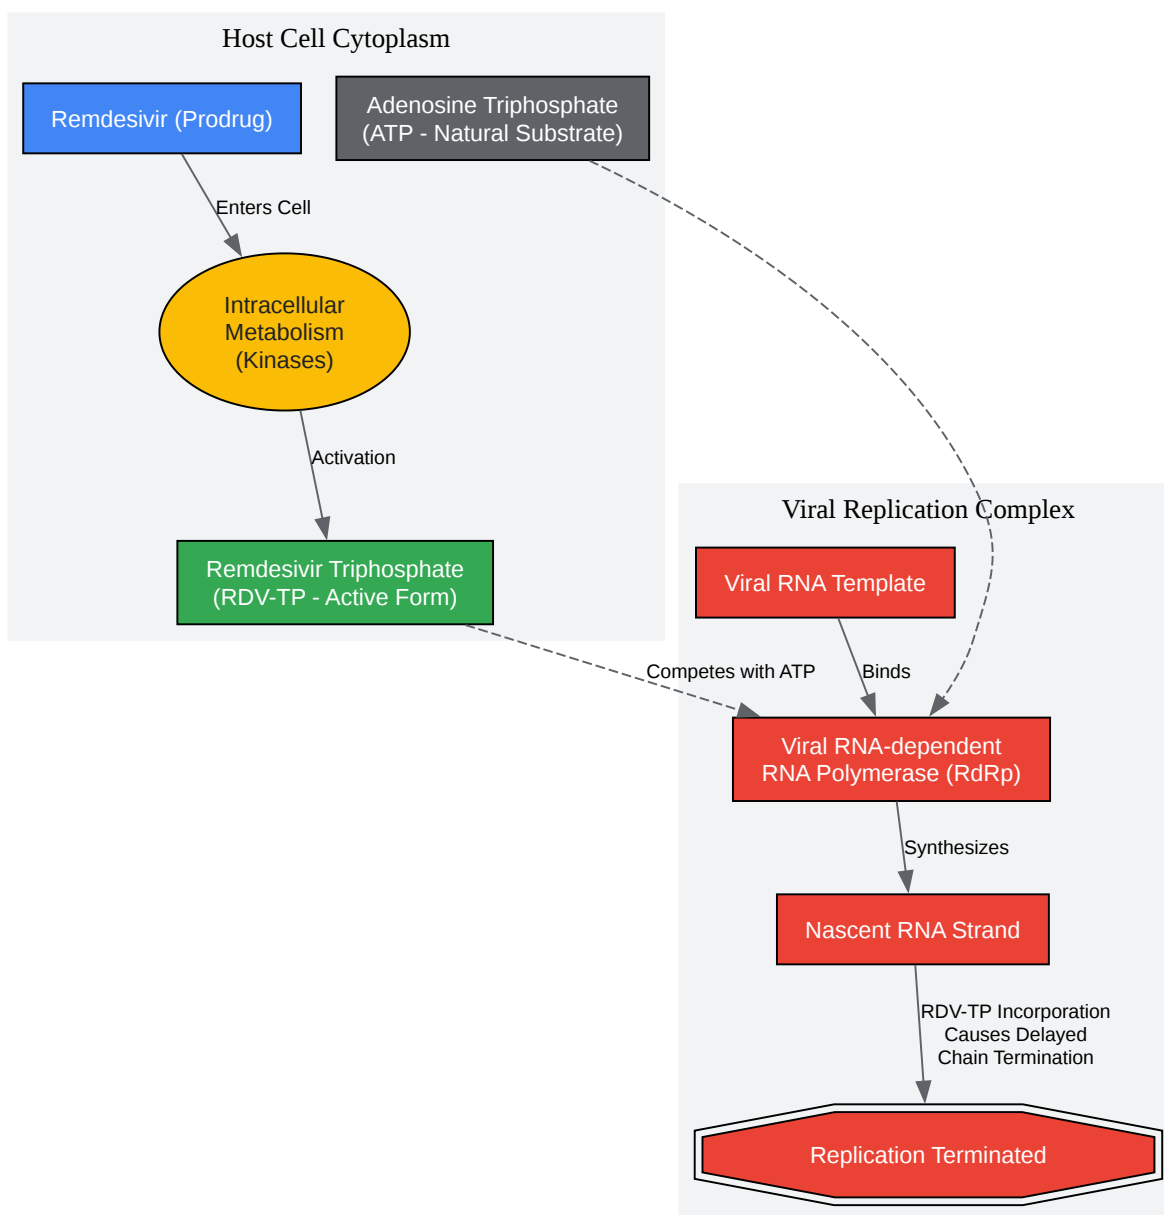 Host Cell Cytoplasm
Remdesivir (Prodrug)
Adenosine Triphosphate
(ATP - Natural Substrate)
Enters Cell
Intracellular
Metabolism
(Kinases)
Activation
Remdesivir Triphosphate
(RDV-TP - Active Form)
Viral Replication Complex
Viral RNA Template
Competes with ATP
Binds
Viral RNA-dependent
RNA Polymerase (RdRp)
Synthesizes
Nascent RNA Strand
RDV-TP Incorporation
Causes Delayed
Chain Termination
Replication Terminated